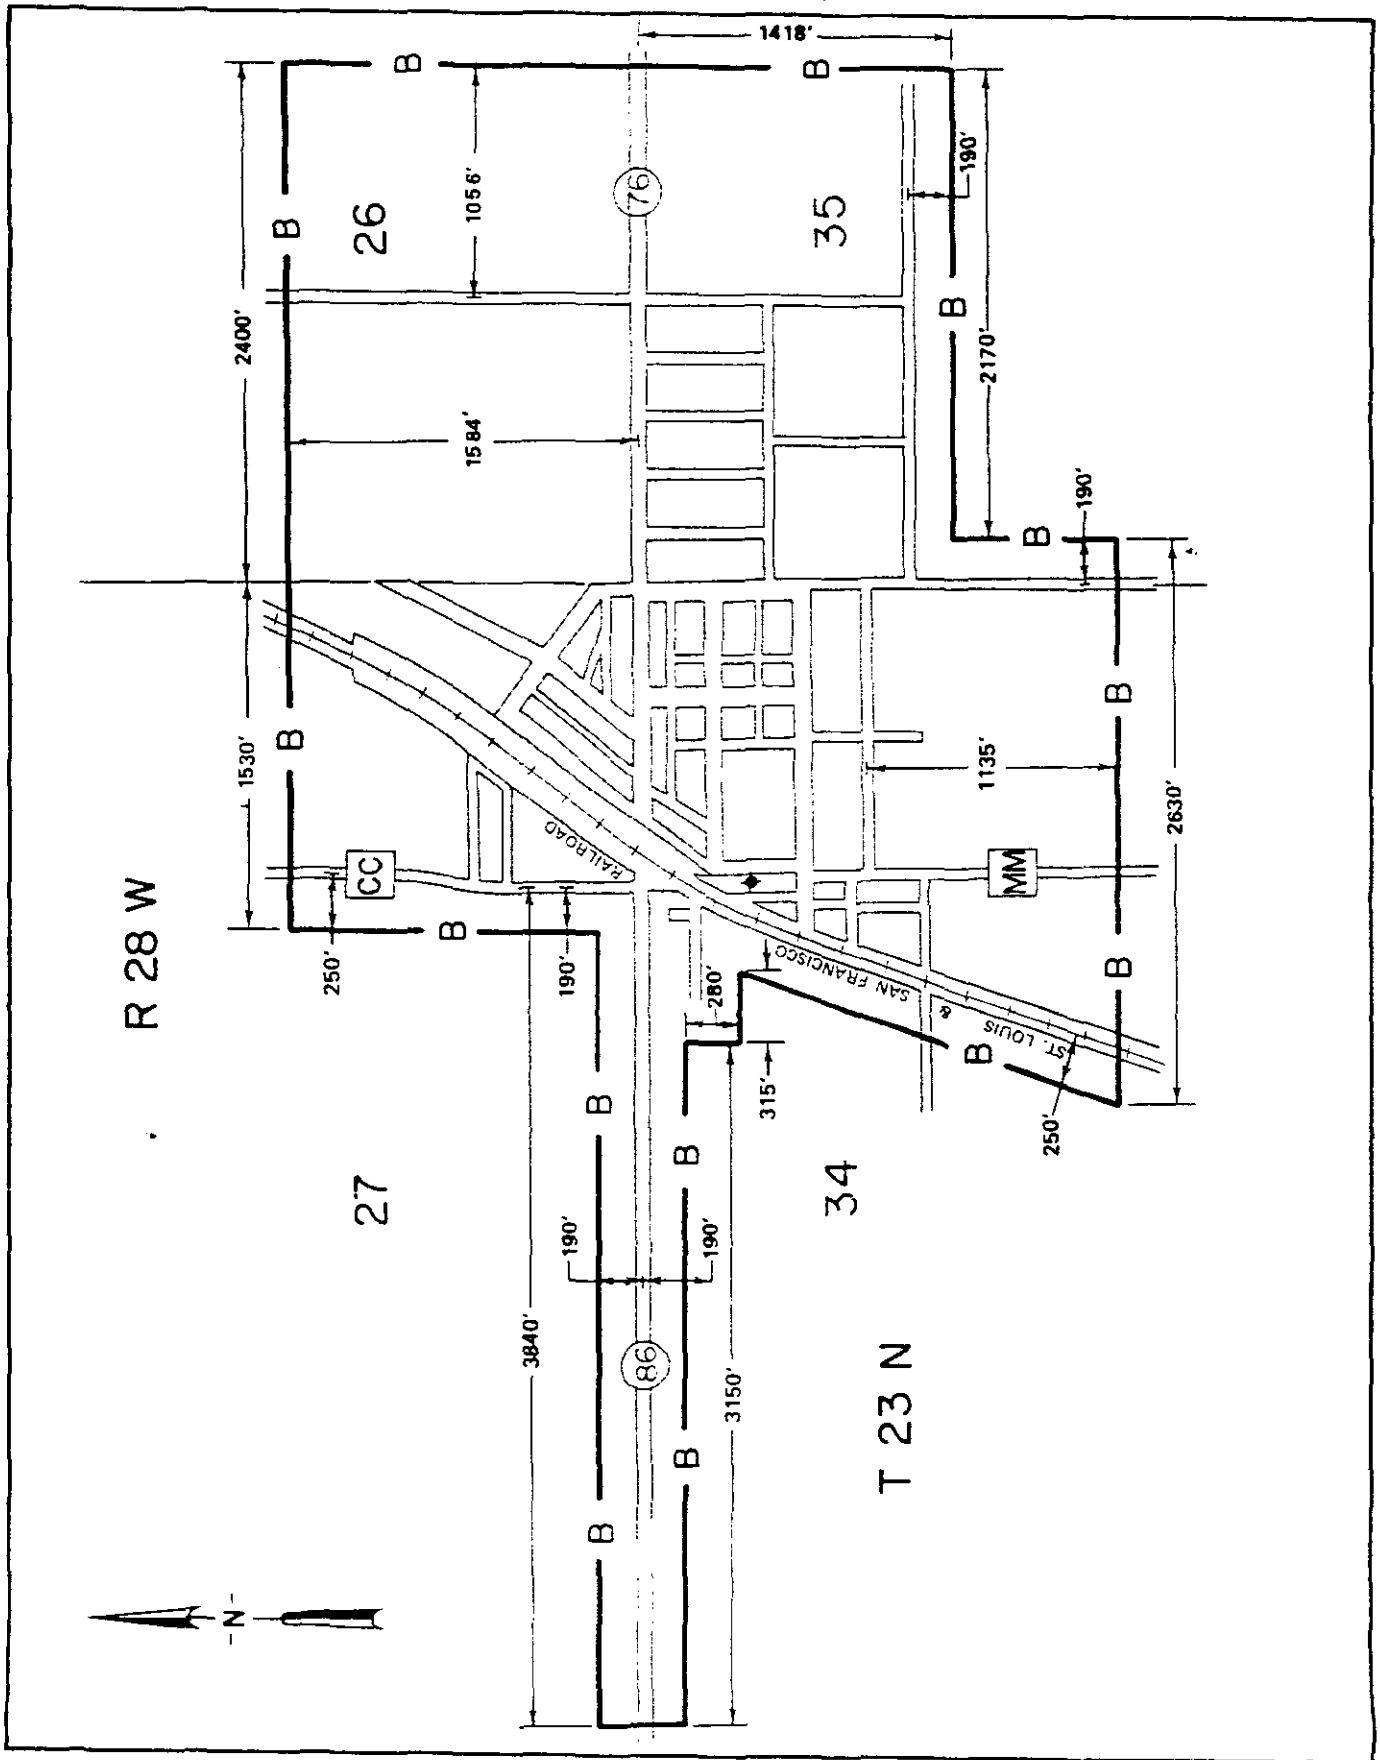 1418'
B
B
2400'
1056'
B
26
76
35
190'
B
2170'
1584'
190'
B
1530'
B
B
1135'
2630'
R 28 W
CC
RAILROAD
MM
250'
B
190'
280'
SAN FRANCISCO
B
315'
&
ST. LOUIS
B
250'
B
B
27
34
190'
190'
3840'
86
3150'
B
B
T 23 N
-N-